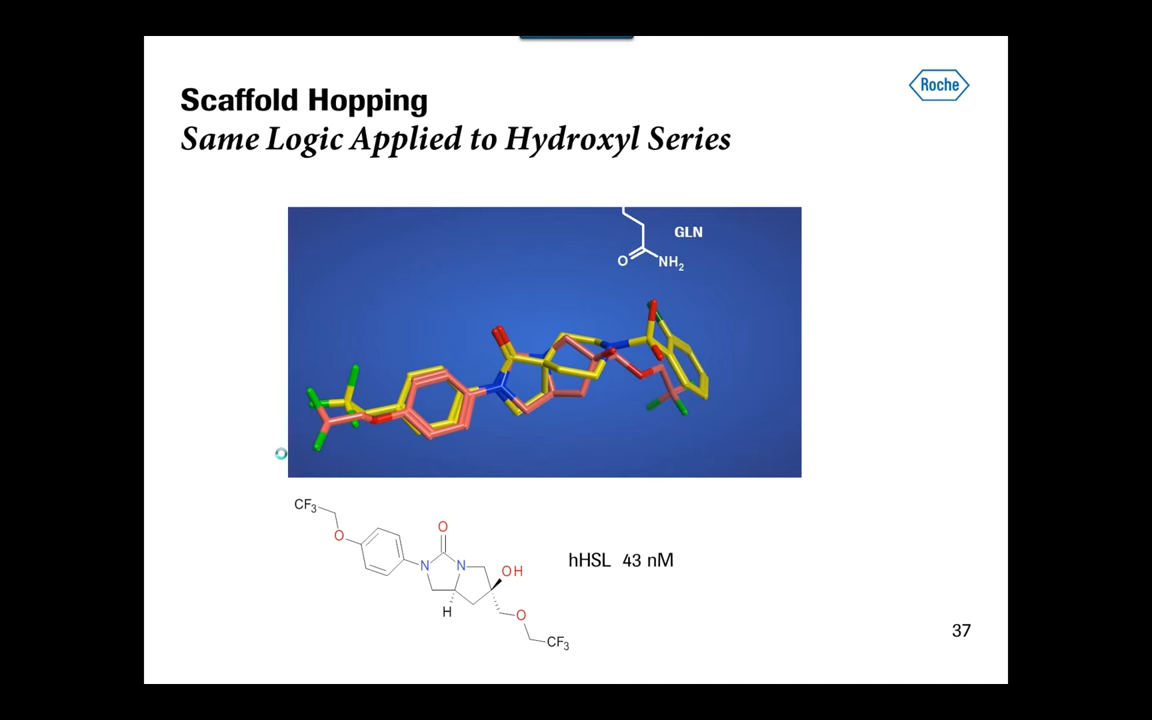 Roche
Scaffold Hopping
Same Logic Applied to Hydroxyl Series
GLN
O
NH2
CF3
O
O
N
N
OH
H
O
CF3
hHSL 43 nM
37